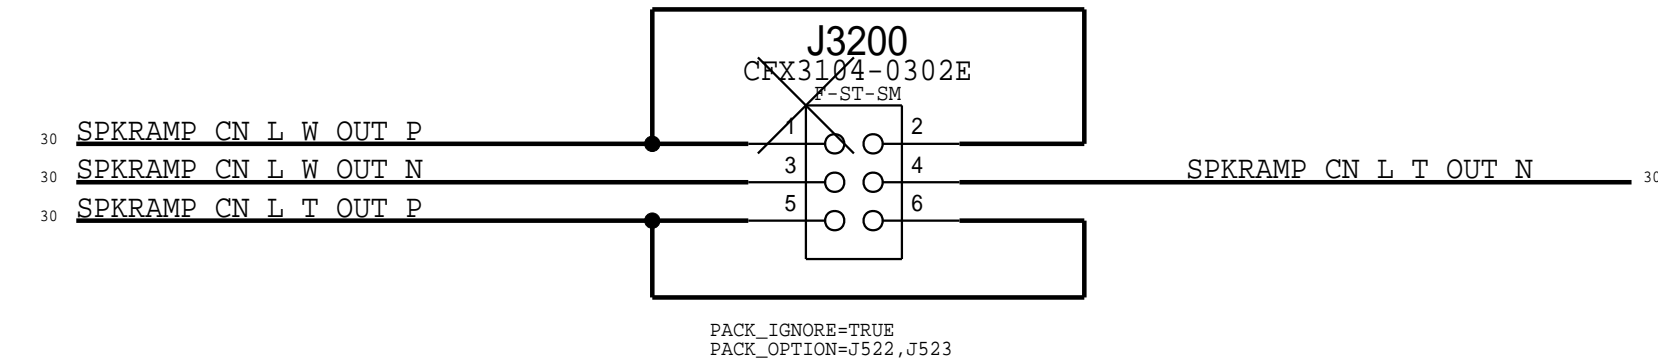 J3200
CFX3104-0302E
F-ST-SM
30 SPKRAMP CN L W OUT P 1 2
30 SPKRAMP CN L W OUT N 3 4 SPKRAMP CN L T OUT N 30
30 SPKRAMP CN L T OUT P 5 6
PACK_IGNORE=TRUE
PACK_OPTION=J522,J523